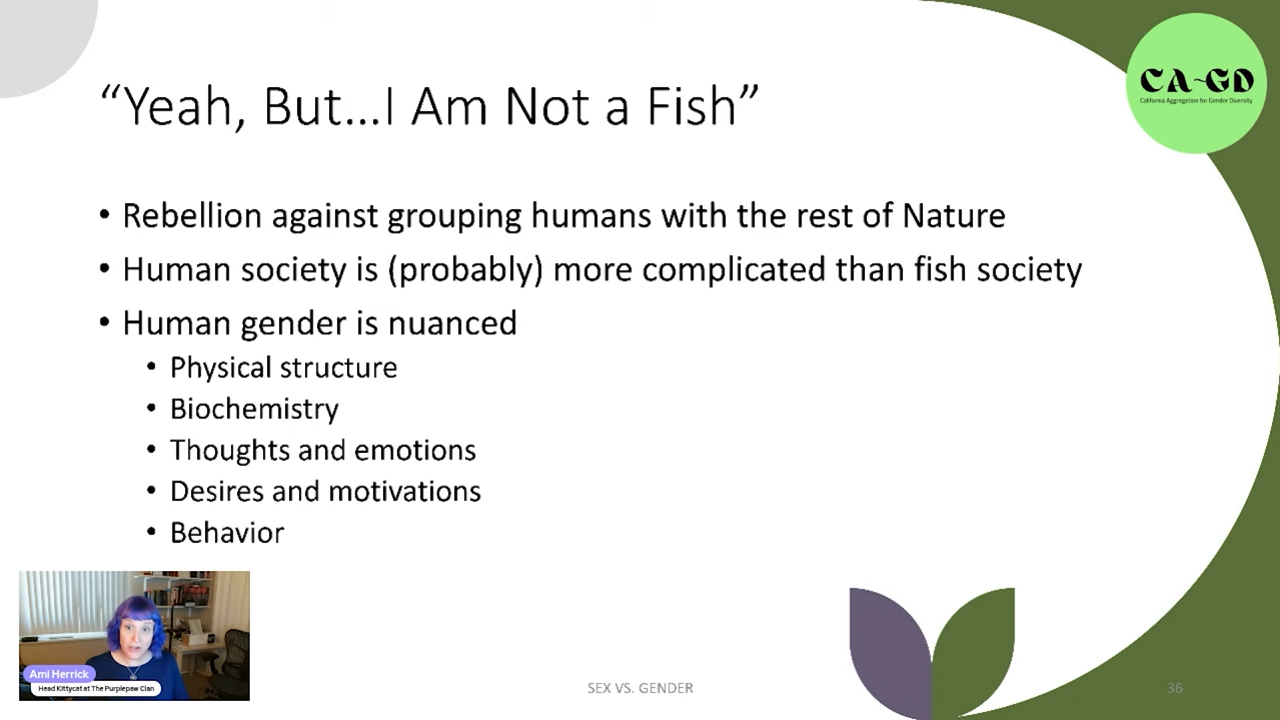 "Yeah, But…I Am Not a Fish"
CA~GD
California Aggregation for Gender Diversity
• Rebellion against grouping humans with the rest of Nature
• Human society is (probably) more complicated than fish society
• Human gender is nuanced
• Physical structure
• Biochemistry
• Thoughts and emotions
• Desires and motivations
• Behavior
Ami Herrick
Head Kittycat at The Purplepaw Clan
SEX VS. GENDER
36